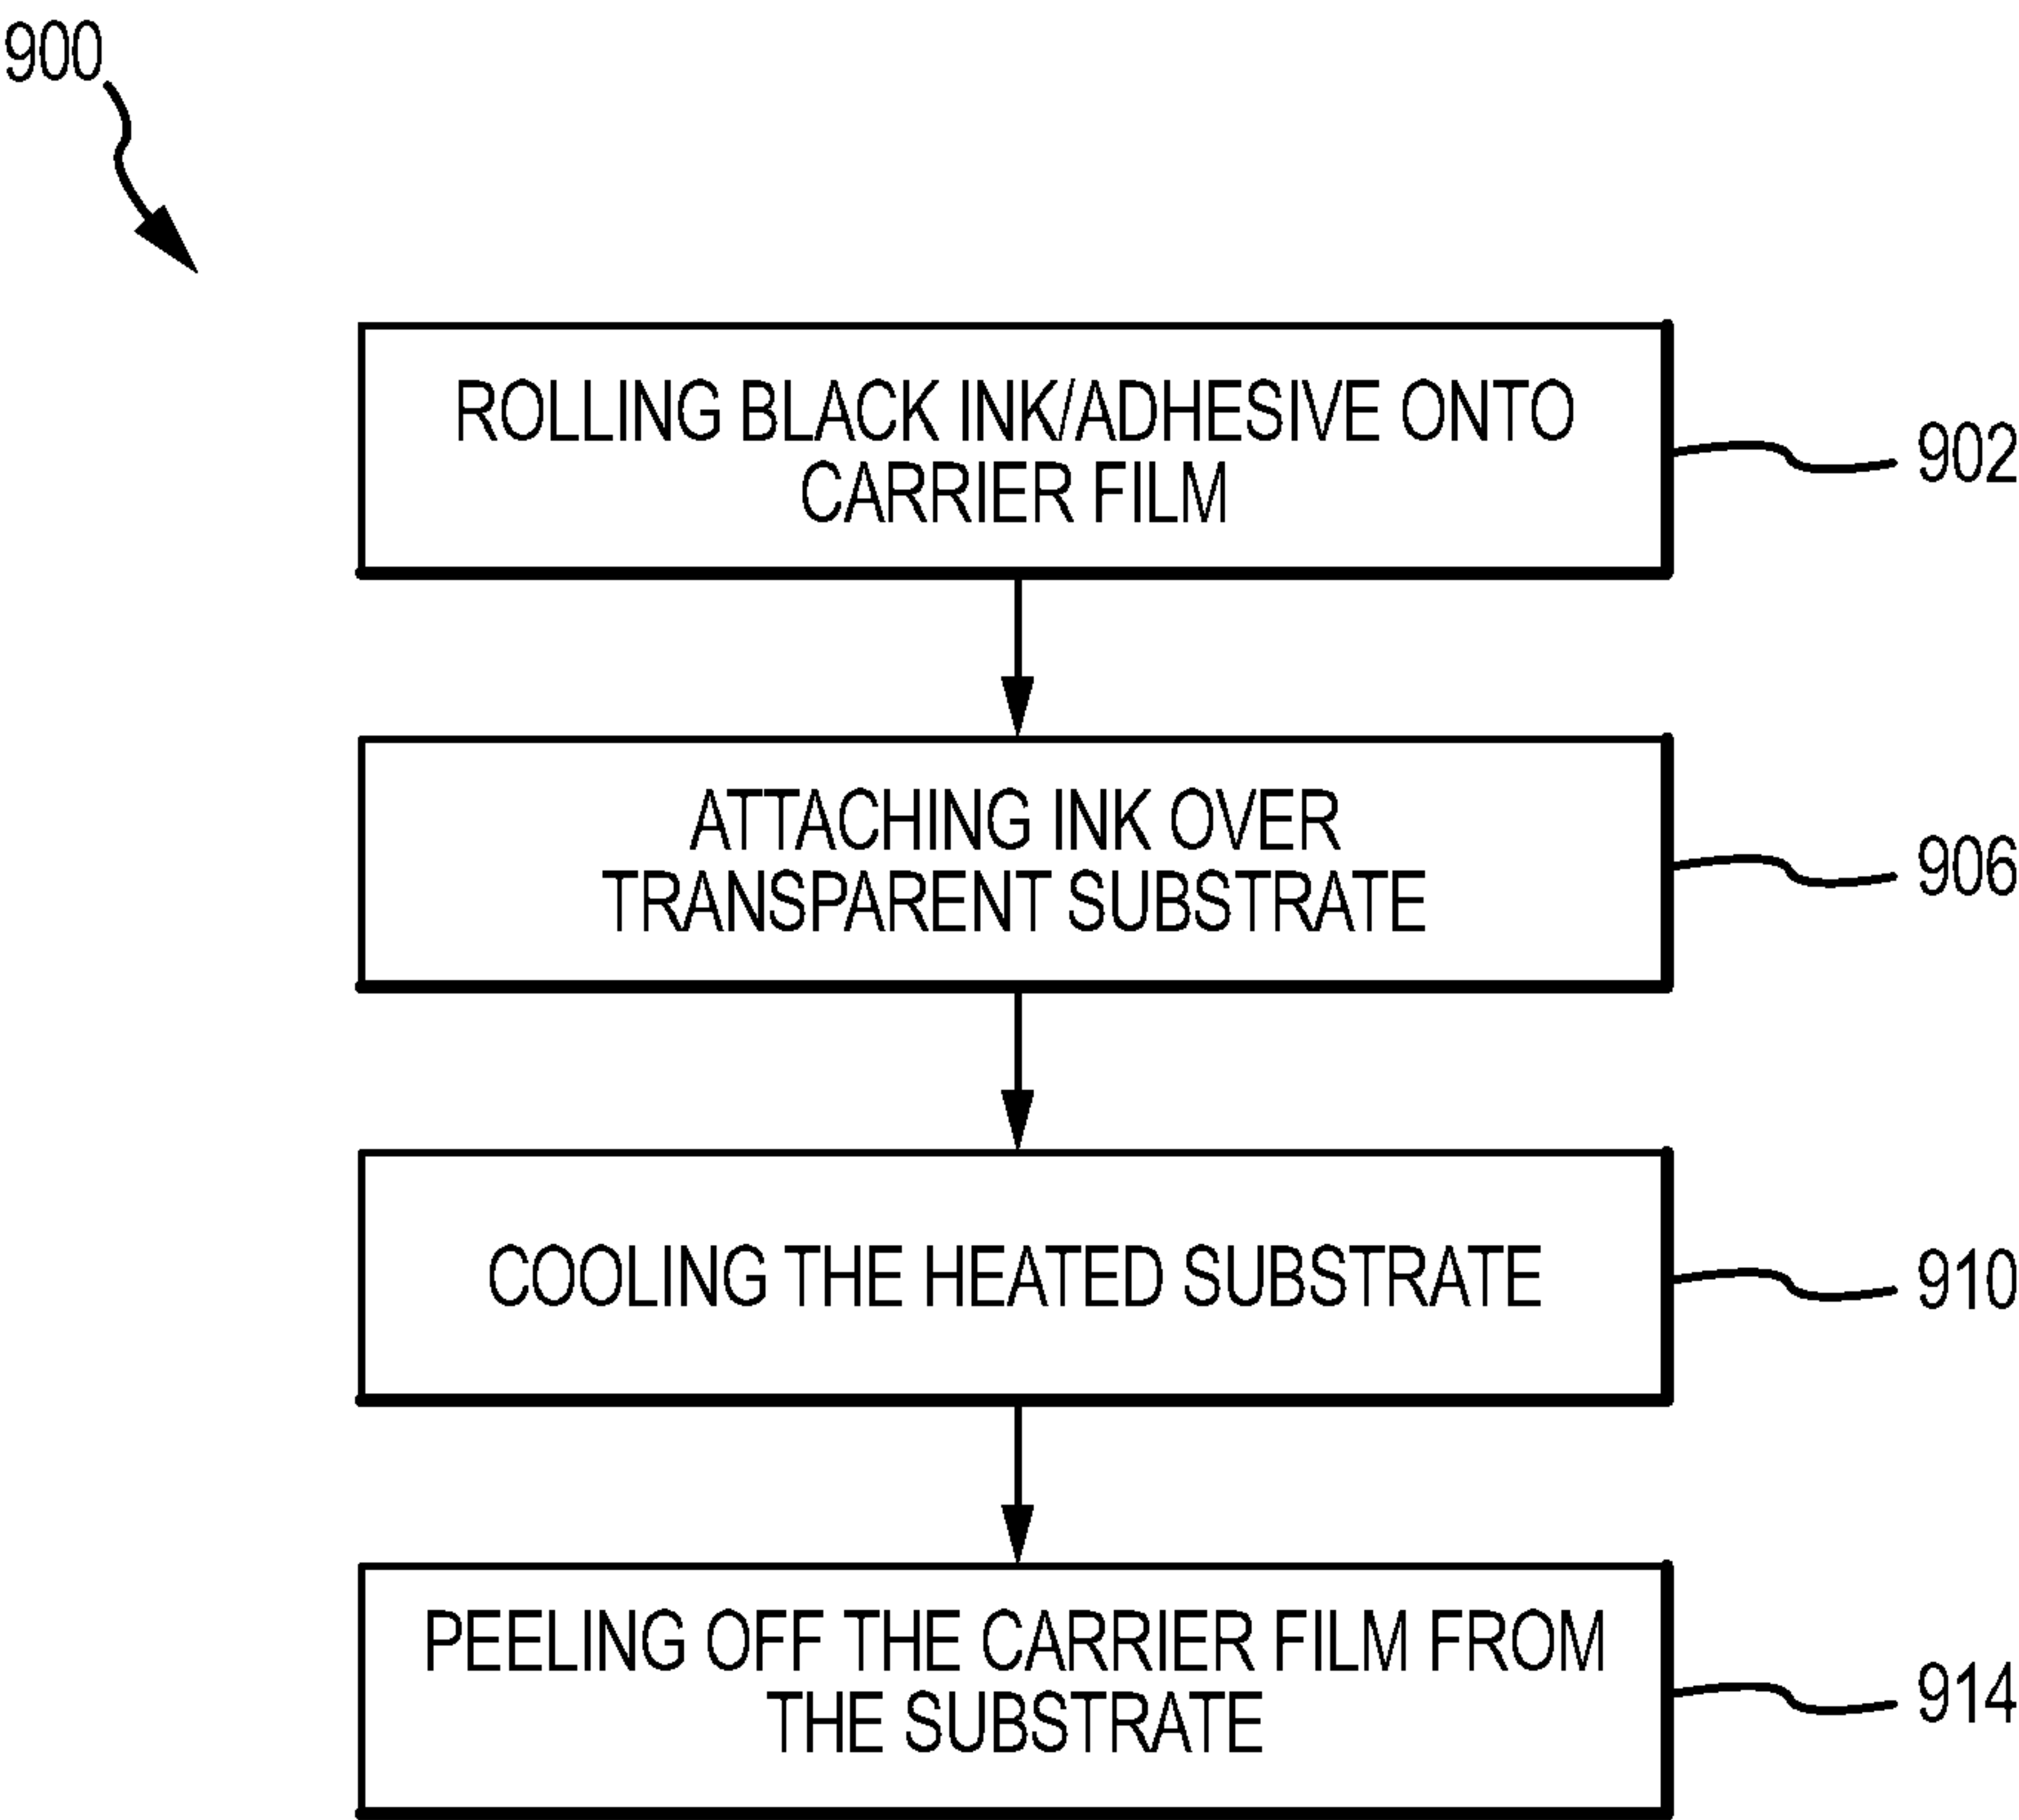 900
ROLLING BLACK INK/ADHESIVE ONTO
CARRIER FILM
902
ATTACHING INK OVER
TRANSPARENT SUBSTRATE
906
COOLING THE HEATED SUBSTRATE
910
PEELING OFF THE CARRIER FILM FROM
THE SUBSTRATE
914